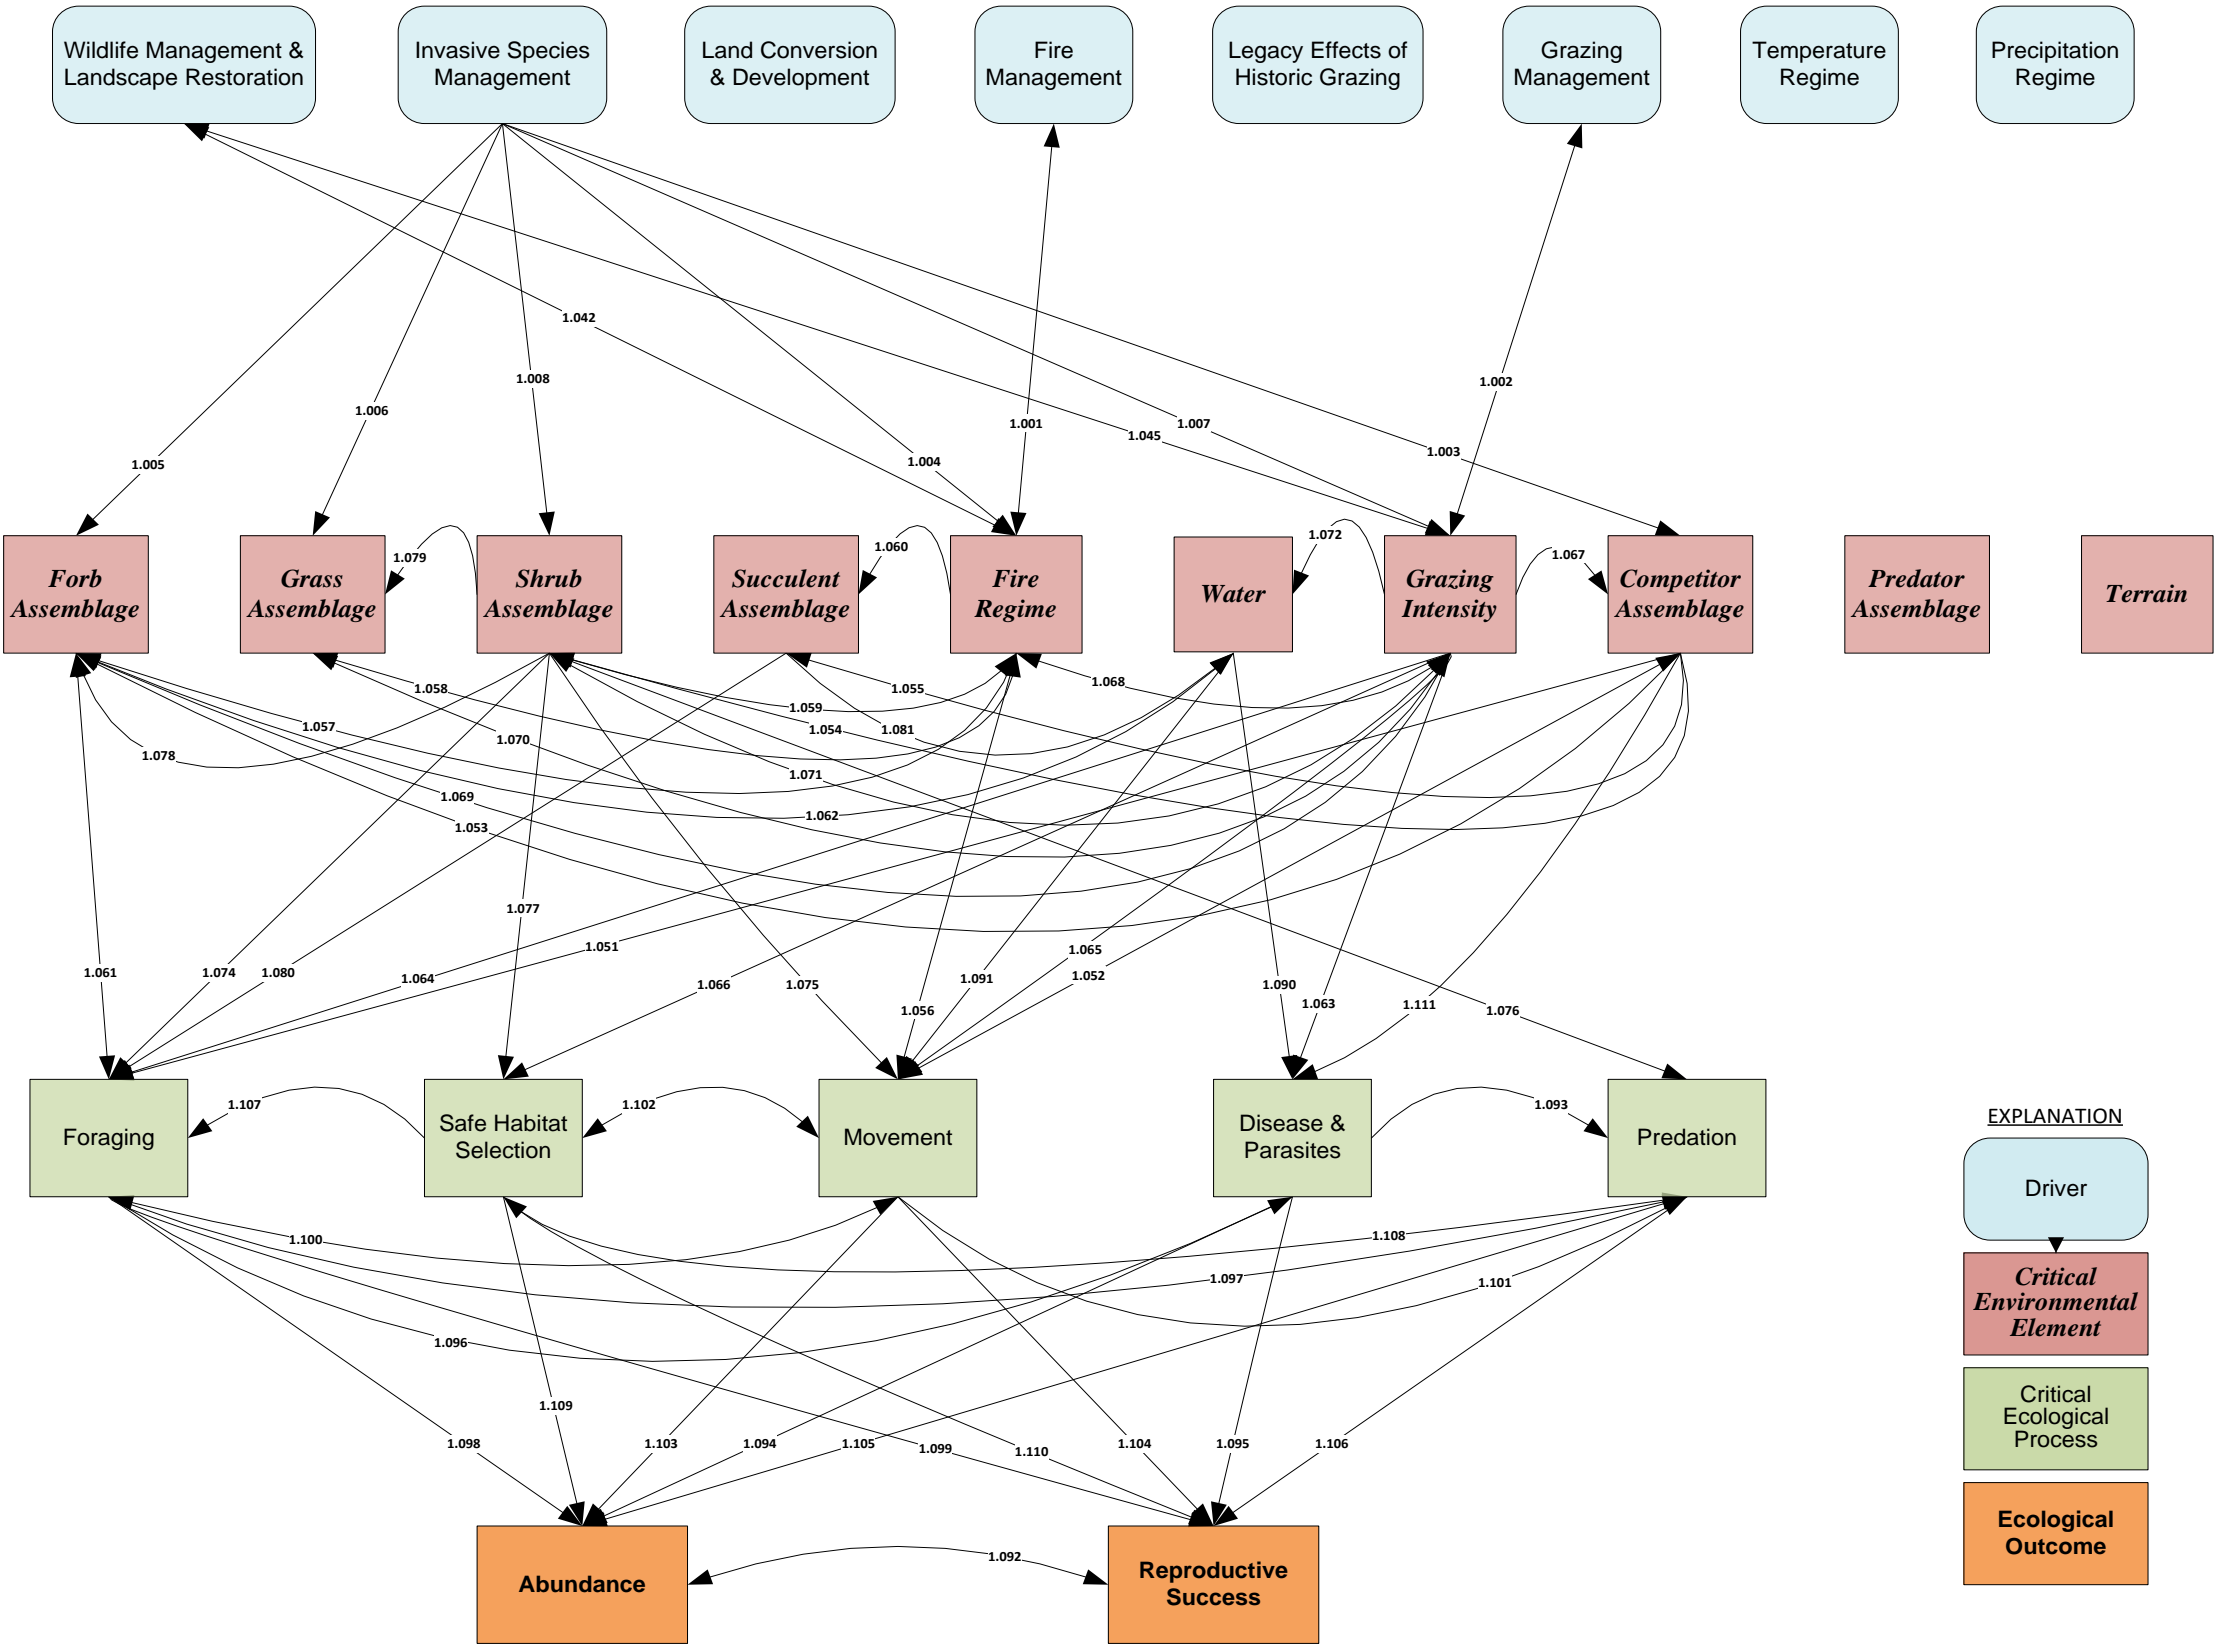 Wildlife Management &
Landscape Restoration
Invasive Species
Management
Land Conversion
& Development
Fire
Management
Legacy Effects of
Historic Grazing
Grazing
Management
Temperature
Regime
Precipitation
Regime
1.042
1.008
1.002
1.006
1.001
1.007
1.045
1.003
1.004
1.005
Forb
Assemblage
1.079
Grass
Assemblage
Shrub
Assemblage
Succulent
Assemblage
1.060
Fire
Regime
Water
1.072
Grazing
Intensity
1.067
Competitor
Assemblage
Predator
Assemblage
Terrain
1.058
1.055
1.068
1.059
1.057
1.054
1.081
1.070
1.078
1.071
1.069
1.062
1.053
1.077
1.051
1.065
1.061
1.074
1.080
1.064
1.066
1.075
1.091
1.052
1.090
1.063
1.111
1.056
1.076
Foraging
1.107
Safe Habitat
Selection
1.102
Movement
Disease &
Parasites
1.093
Predation
1.100
1.108
1.097
1.101
1.096
1.109
1.098
1.103
1.094
1.105
1.099
1.110
1.104
1.095
1.106
Abundance
1.092
Reproductive
Success
EXPLANATION
Driver
Critical
Environmental
Element
Critical
Ecological
Process
Ecological
Outcome